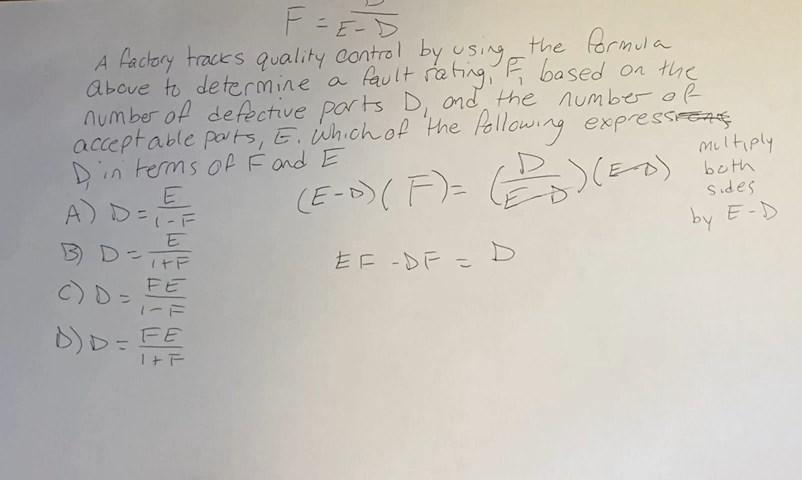 F = D / E - D
A factory tracks quality control by using the formula
above to determine a fault rating, F, based on the
number of defective parts D, and the number of
acceptable parts, E. Which of the following express
D, in terms of F and E
A) D = E / 1 - F
B) D = E / 1 + F
C) D = FE / 1 - F
D) D = FE / 1 + F
(E - D) ( F ) = ( D / E - D ) (E - D)
multiply
both
sides
by E - D
EF - DF = D